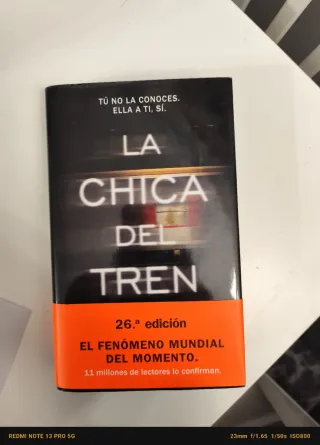 TÚ NO LA CONOCES.
ELLA A TI, SÍ.
LA
CHICA
DEL
TREN
26.ª edición
EL FENÓMENO MUNDIAL
DEL MOMENTO.
11 millones de lectores lo confirman.
REDMI NOTE 13 PRO 5G
23mm f/1.65 1/50s ISO800